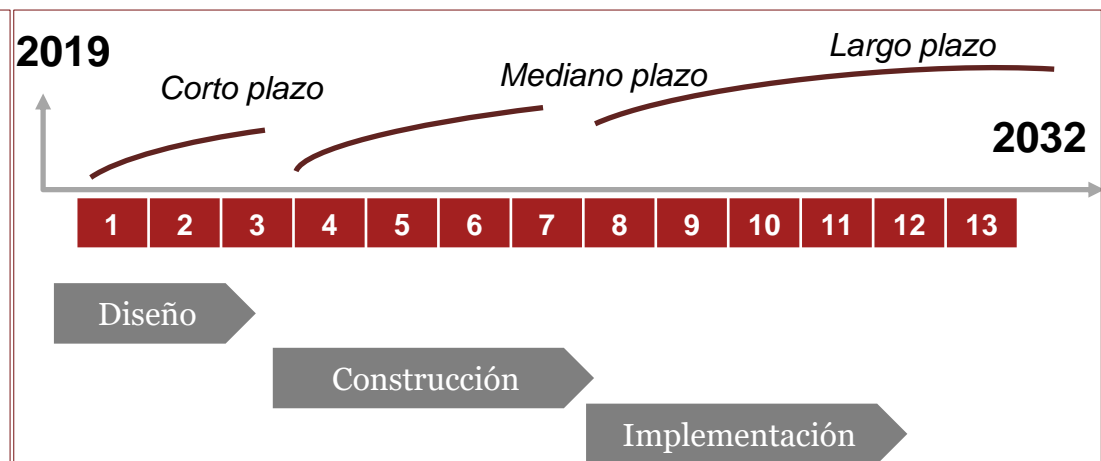 2019
Corto plazo
Mediano plazo
Largo plazo
2032
1 2 3 4 5 6 7 8 9 10 11 12 13
Diseño
Construcción
Implementación